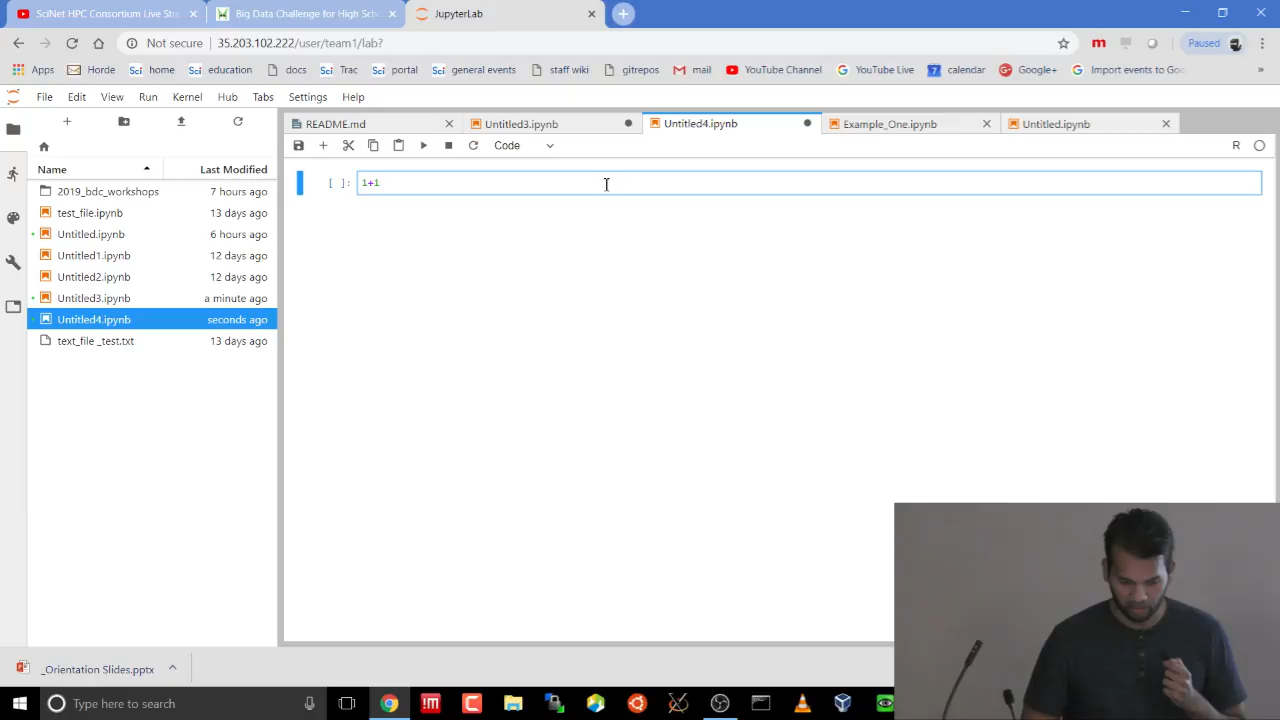 SciNet HPC Consortium Live Stre
Big Data Challenge for High Sch
JupyterLab
Not secure 35.203.102.222/user/team1/lab?
Paused
Apps Horde home education docs Trac portal general events staff wiki gitrepos mail YouTube Channel YouTube Live calendar Google+ Import events to Goo
File Edit View Run Kernel Hub Tabs Settings Help
README.md Untitled3.ipynb Untitled4.ipynb Example_One.ipynb Untitled.ipynb
Code R
Name Last Modified
2019_bdc_workshops 7 hours ago
test_file.ipynb 13 days ago
Untitled.ipynb 6 hours ago
Untitled1.ipynb 12 days ago
Untitled2.ipynb 12 days ago
Untitled3.ipynb a minute ago
Untitled4.ipynb seconds ago
text_file _test.txt 13 days ago
[ ]: 1+1
_Orientation Slides.pptx
Type here to search